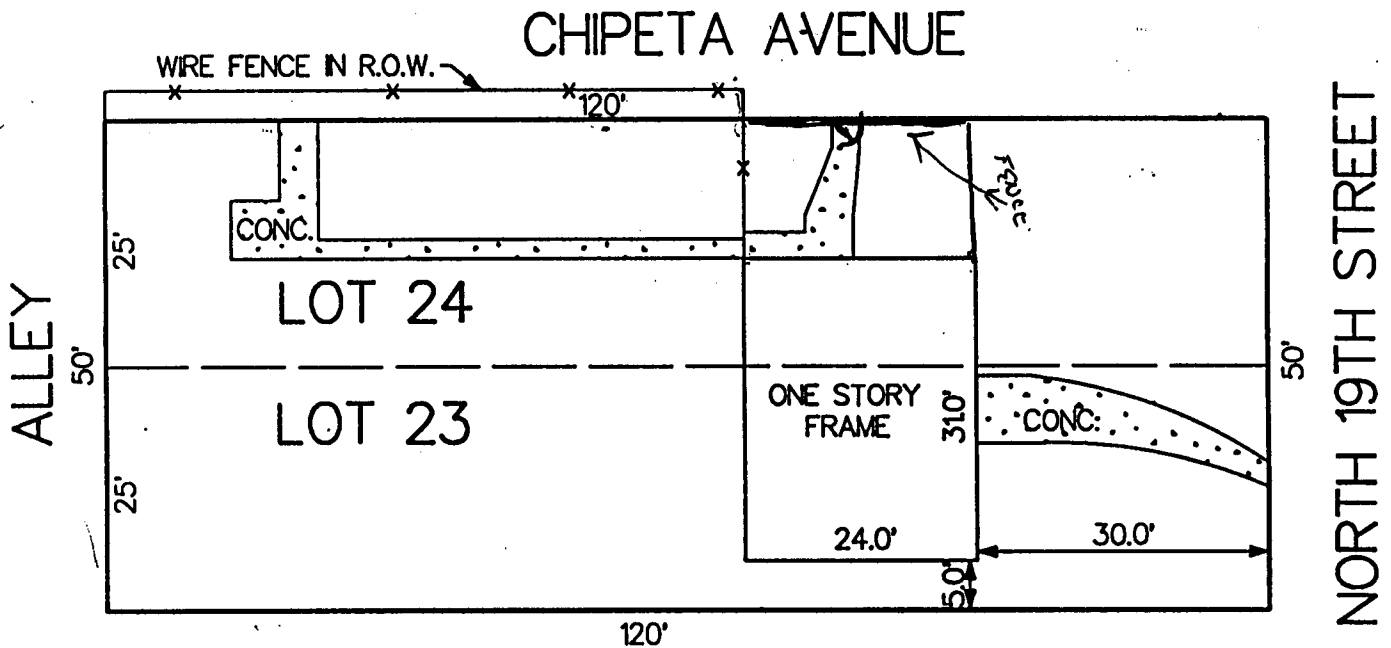 CHIPETA AVENUE
WIRE FENCE IN R.O.W.
120'
fence
CONC.
25'
LOT 24
ALLEY
50'
50'
NORTH 19TH STREET
ONE STORY
FRAME
31.0'
CONC.
LOT 23
25'
24.0'
30.0'
5.0'
120'